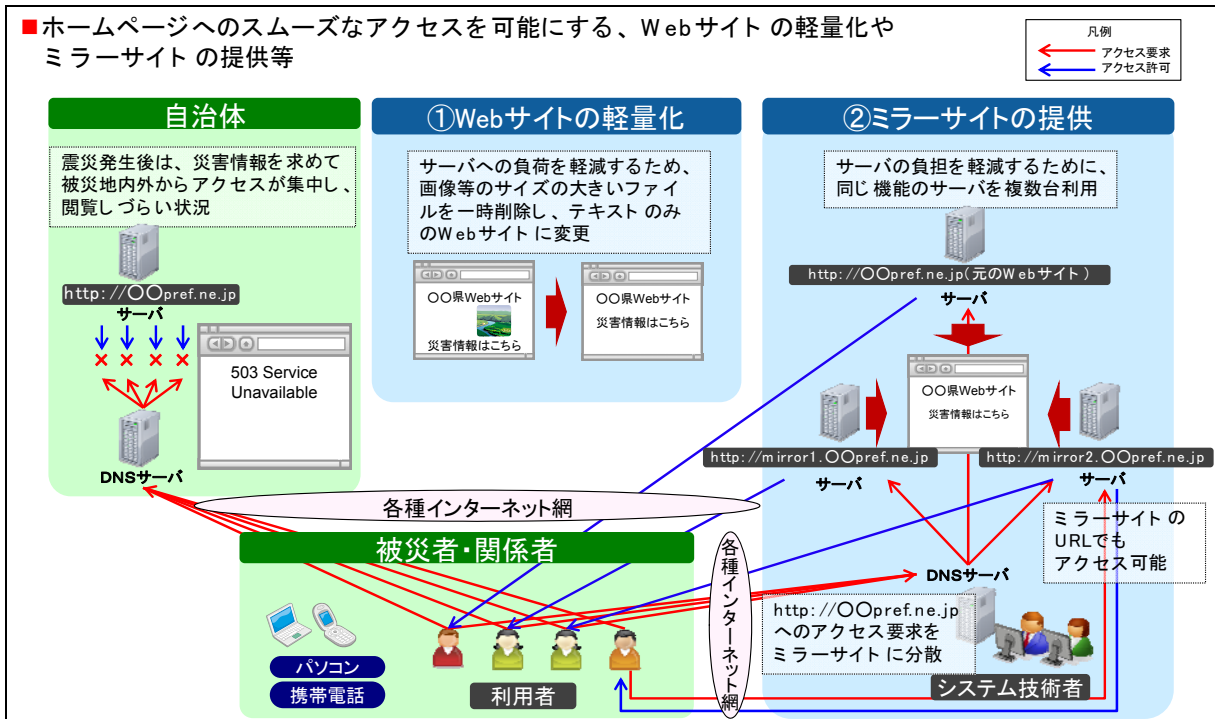 ■ホームページへのスムーズなアクセスを可能にする、Webサイトの軽量化や
ミラーサイトの提供等
凡例
アクセス要求
アクセス許可
自治体
震災発生後は、災害情報を求めて
被災地内外からアクセスが集中し、
閲覧しづらい状況
http://〇〇pref.ne.jp
サーバ
× × × ×
503 Service
Unavailable
DNSサーバ
①Webサイトの軽量化
サーバへの負荷を軽減するため、
画像等のサイズの大きいファイ
ルを一時削除し、テキストのみ
のWebサイトに変更
〇〇県Webサイト
災害情報はこちら
〇〇県Webサイト
災害情報はこちら
②ミラーサイトの提供
サーバの負担を軽減するために、
同じ機能のサーバを複数台利用
http://〇〇pref.ne.jp(元のWebサイト)
サーバ
〇〇県Webサイト
災害情報はこちら
http://mirror1.〇〇pref.ne.jp
サーバ
http://mirror2.〇〇pref.ne.jp
サーバ
ミラーサイトの
URLでも
アクセス可能
DNSサーバ
http://〇〇pref.ne.jp
へのアクセス要求を
ミラーサイトに分散
システム技術者
各種インターネット網
各種インターネット網
被災者・関係者
パソコン
携帯電話
利用者